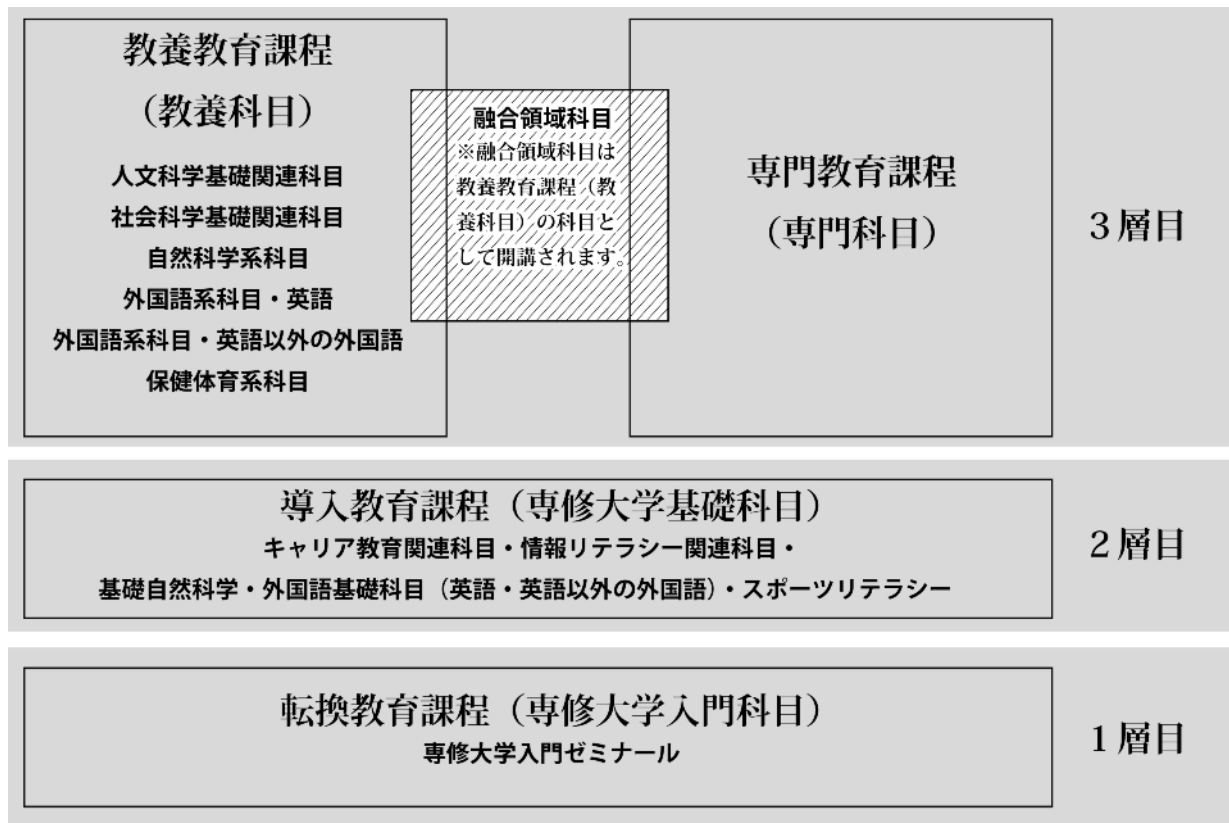 教養教育課程
（教養科目）
人文科学基礎関連科目
社会科学基礎関連科目
自然科学系科目
外国語系科目・英語
外国語系科目・英語以外の外国語
保健体育系科目
融合領域科目
※融合領域科目は
教養教育課程（教
養科目）の科目と
して開講されます。
専門教育課程
（専門科目）
３層目
導入教育課程（専修大学基礎科目）
キャリア教育関連科目・情報リテラシー関連科目・
基礎自然科学・外国語基礎科目（英語・英語以外の外国語）・スポーツリテラシー
２層目
転換教育課程（専修大学入門科目）
専修大学入門ゼミナール
１層目